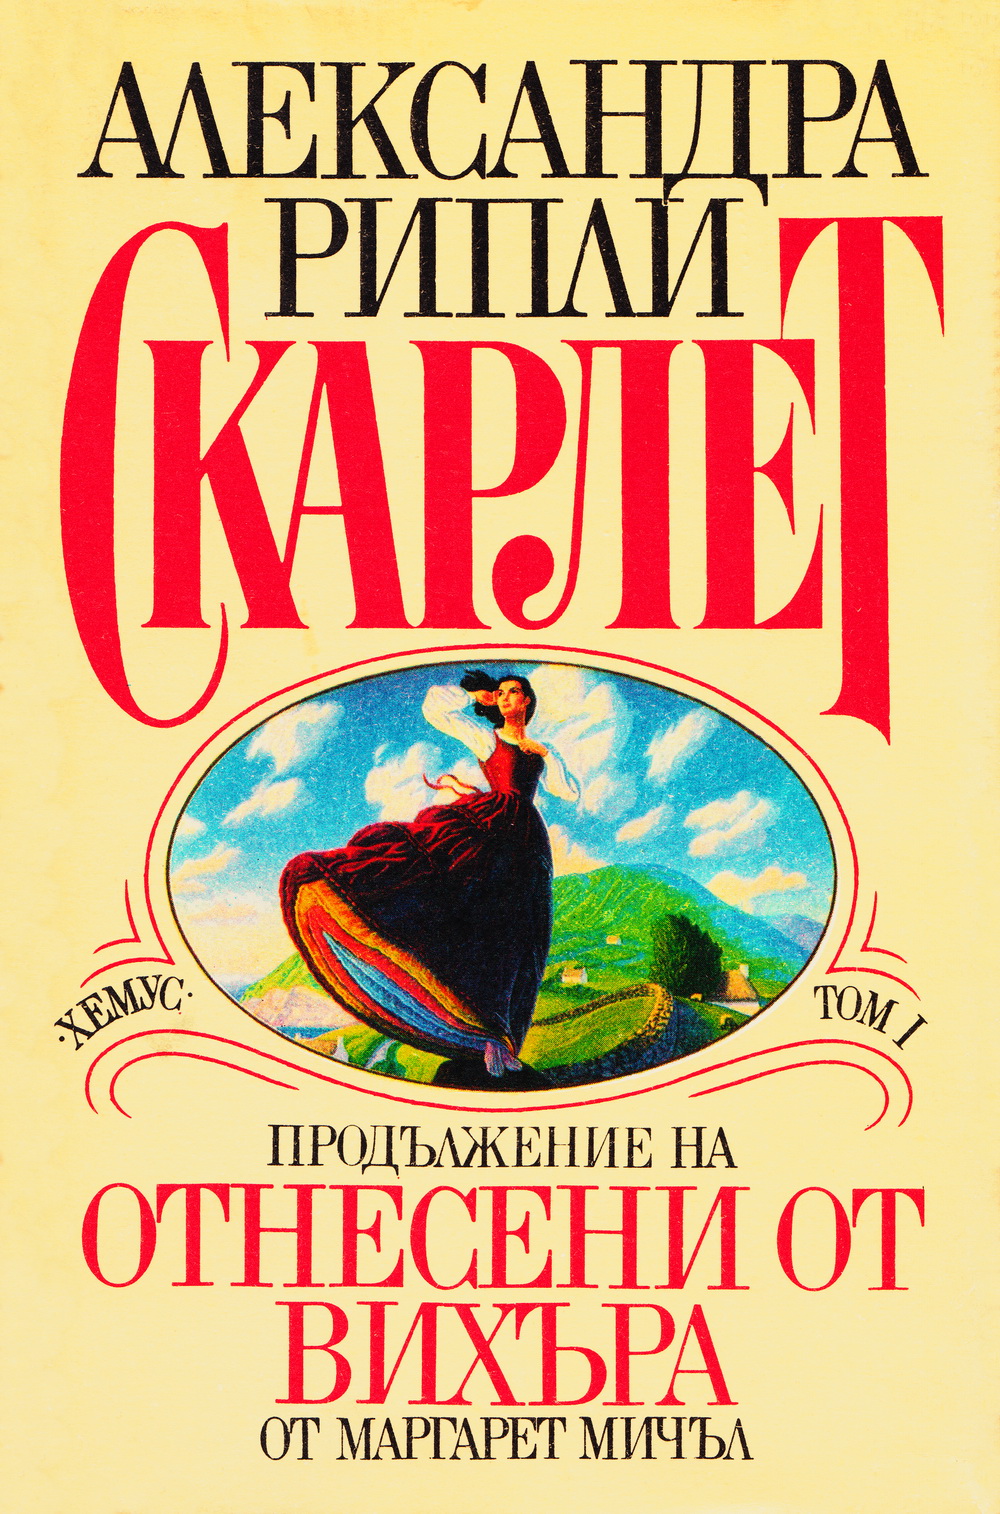 АЛЕКСАНДРА
РИПЛИ
СКАРЛЕТ
·ХЕМУС·
ТОМ I
ПРОДЪЛЖЕНИЕ НА
ОТНЕСЕНИ ОТ
ВИХЪРА
ОТ МАРГАРЕТ МИЧЪЛ